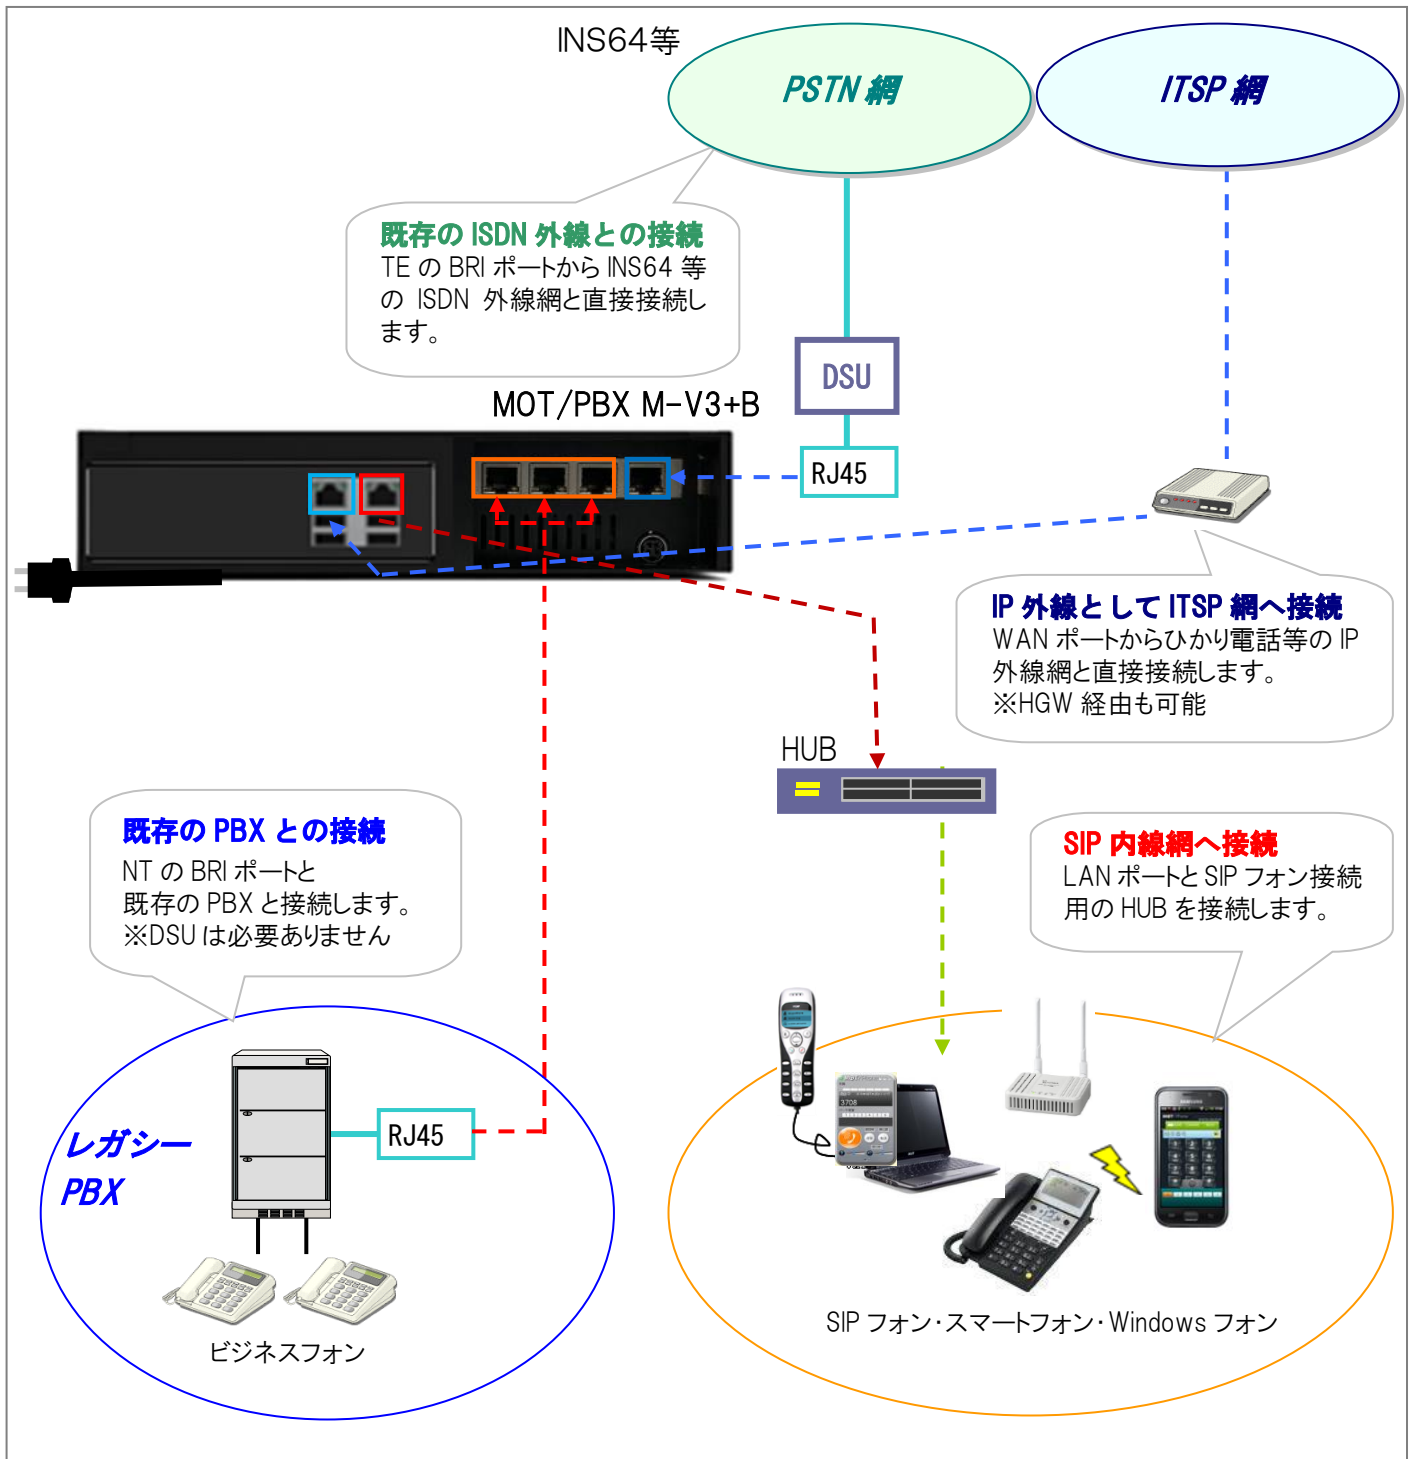 INS64等
PSTN 網
ITSP 網
既存の ISDN 外線との接続
TE の BRI ポートから INS64 等
の ISDN 外線網と直接接続し
ます。
DSU
MOT/PBX M-V3+B
RJ45
IP 外線として ITSP 網へ接続
WAN ポートからひかり電話等の IP
外線網と直接接続します。
※HGW 経由も可能
HUB
既存の PBX との接続
NT の BRI ポートと
既存の PBX と接続します。
※DSU は必要ありません
SIP 内線網へ接続
LAN ポートと SIP フォン接続
用の HUB を接続します。
レガシー
PBX
RJ45
3708
SAMSUNG
SIP フォン・スマートフォン・Windows フォン
ビジネスフォン